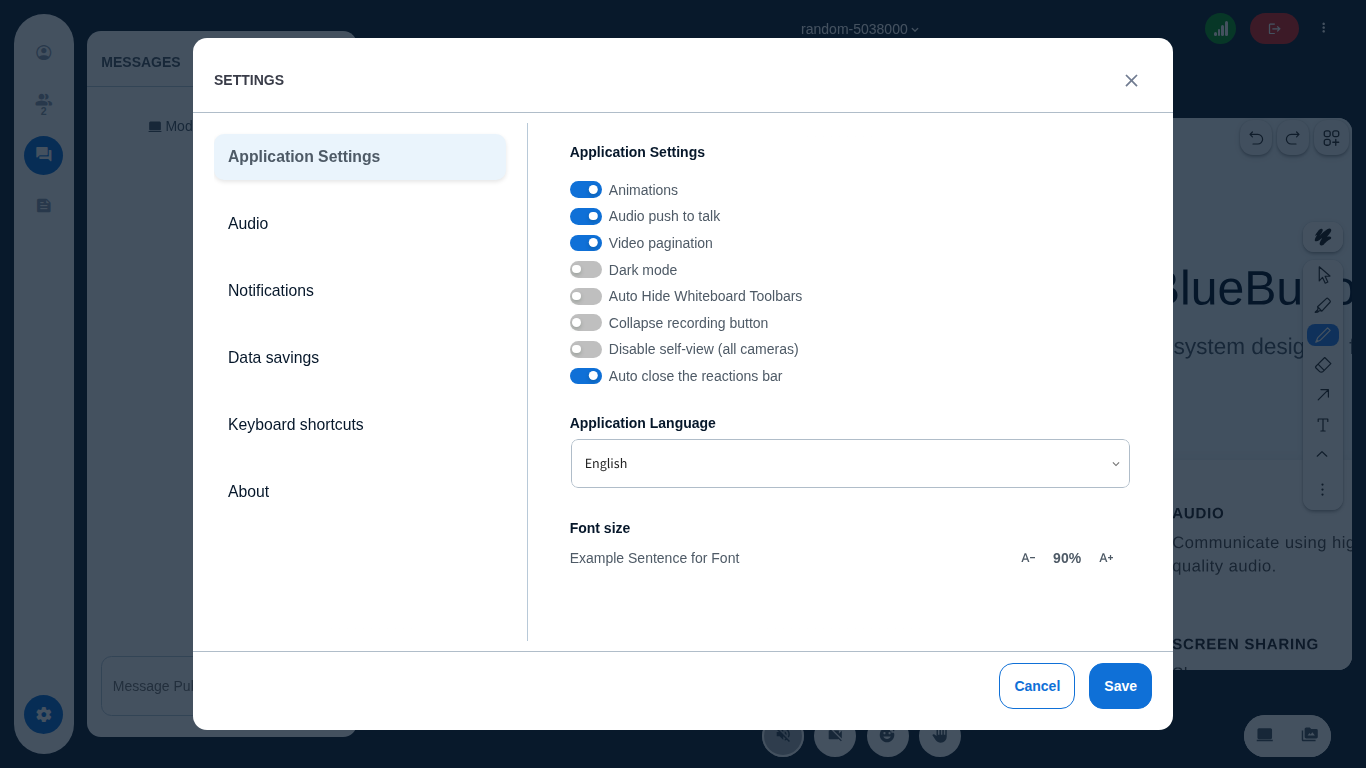 random-5038000
MESSAGES
2
SETTINGS
Application Settings
Audio
Notifications
Data savings
Keyboard shortcuts
About
Application Settings
Animations
Audio push to talk
Video pagination
Dark mode
Auto Hide Whiteboard Toolbars
Collapse recording button
Disable self-view (all cameras)
Auto close the reactions bar
Application Language
English
Font size
Example Sentence for Font
A− 90% A+
Cancel
Save
Mod
Message Pu
BlueBu
system desig
AUDIO
Communicate using hig
quality audio.
SCREEN SHARING